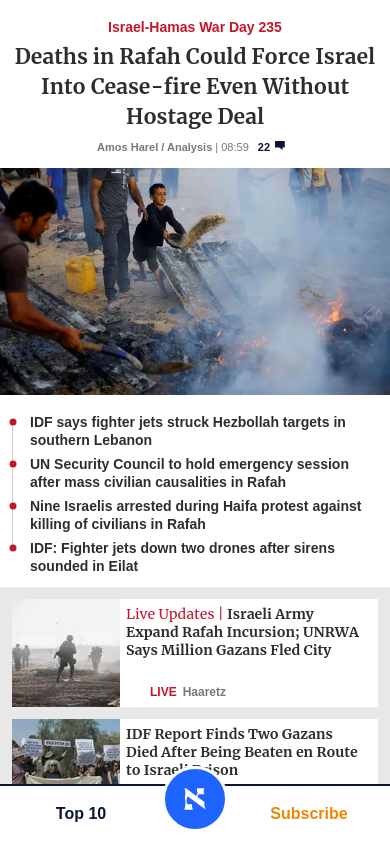 Israel-Hamas War Day 235
Deaths in Rafah Could Force Israel
Into Cease-fire Even Without
Hostage Deal
Amos Harel / Analysis | 08:59 22
IDF says fighter jets struck Hezbollah targets in
southern Lebanon
UN Security Council to hold emergency session
after mass civilian causalities in Rafah
Nine Israelis arrested during Haifa protest against
killing of civilians in Rafah
IDF: Fighter jets down two drones after sirens
sounded in Eilat
Live Updates | Israeli Army
Expand Rafah Incursion; UNRWA
Says Million Gazans Fled City
LIVE Haaretz
IDF Report Finds Two Gazans
Died After Being Beaten en Route
to Israeli Prison
Top 10
Subscribe